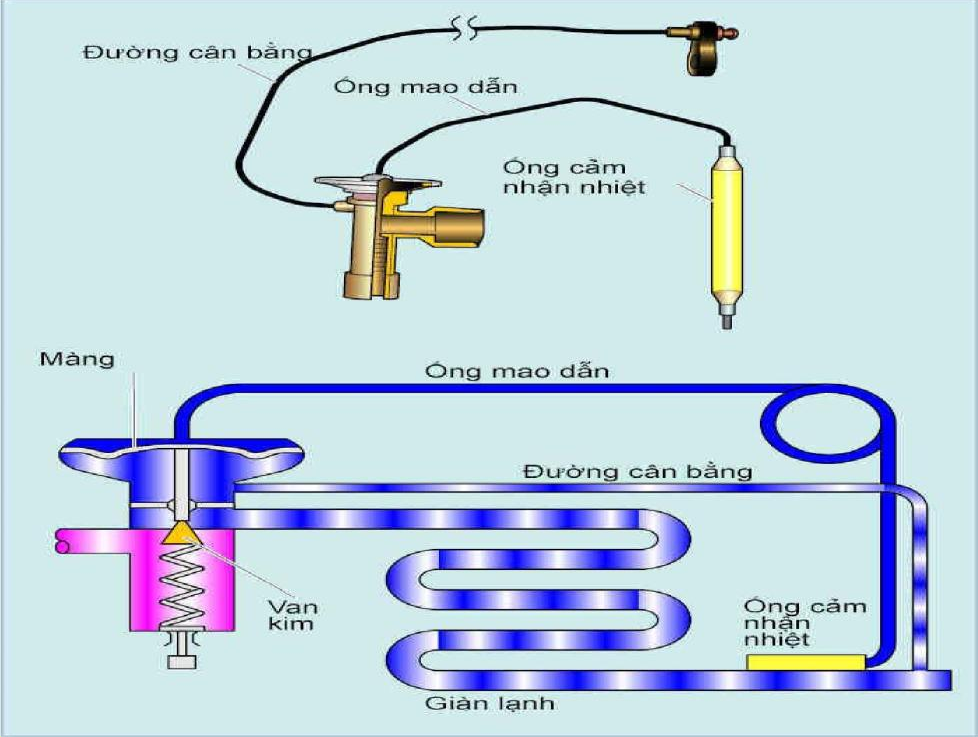 Đường cân bằng
Ống mao dẫn
Ống cảm
nhận nhiệt
Màng
Ống mao dẫn
Đường cân bằng
Van
kim
Ống cảm
nhận
nhiệt
Giàn lạnh